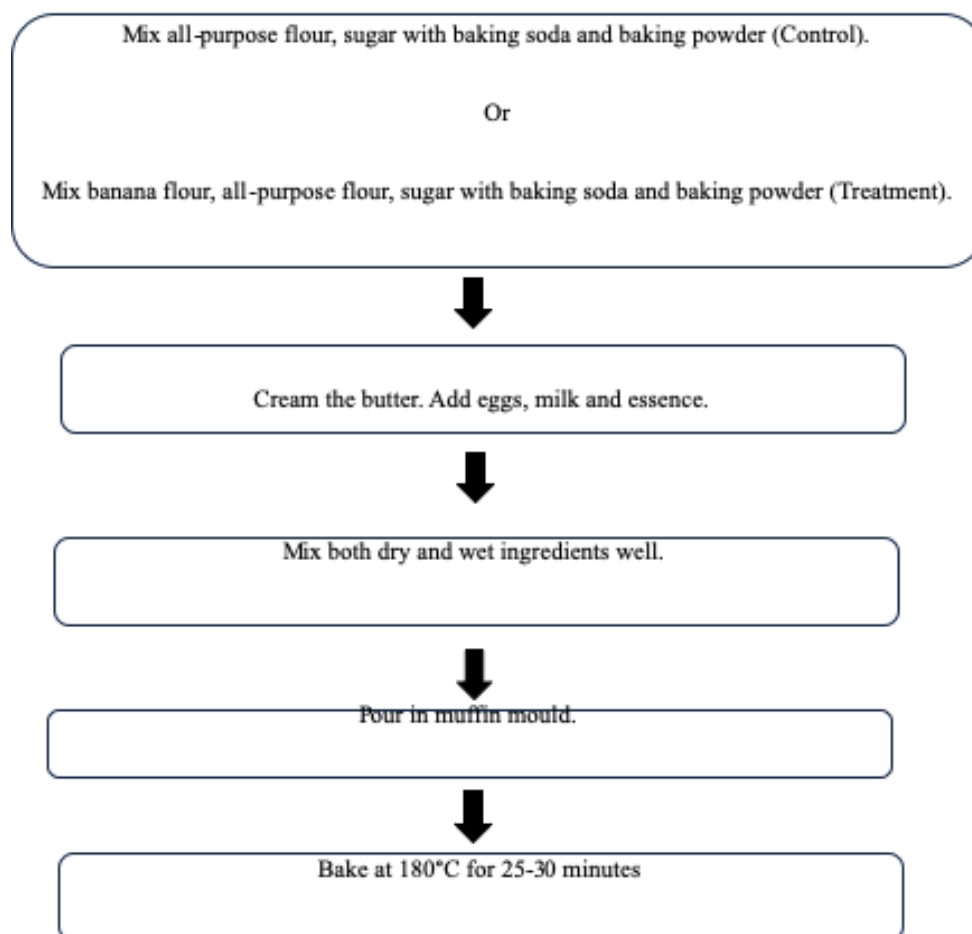 Mix all-purpose flour, sugar with baking soda and baking powder (Control).
Or
Mix banana flour, all-purpose flour, sugar with baking soda and baking powder (Treatment).
Cream the butter. Add eggs, milk and essence.
Mix both dry and wet ingredients well.
Pour in muffin mould.
Bake at 180°C for 25-30 minutes